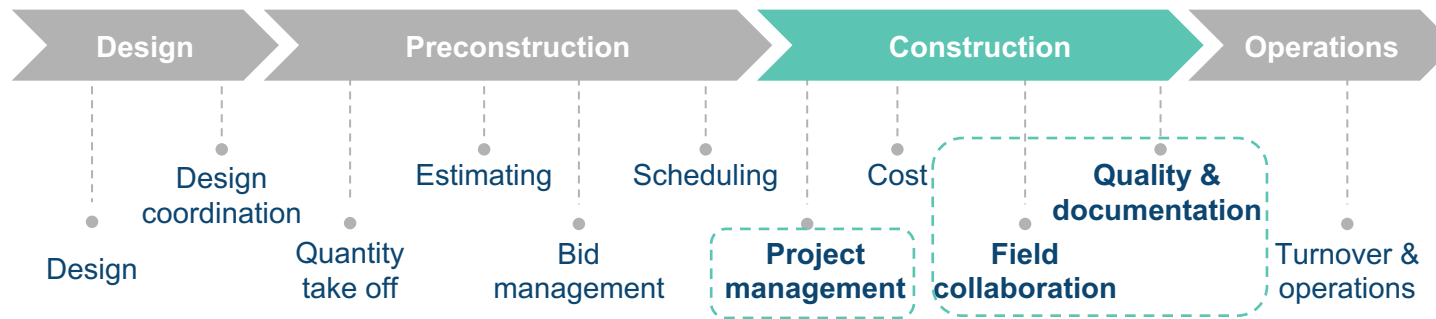 Design
Preconstruction
Construction
Operations
Design
Design
coordination
Quantity
take off
Estimating
Bid
management
Scheduling
Project
management
Cost
Field
collaboration
Quality &
documentation
Turnover &
operations